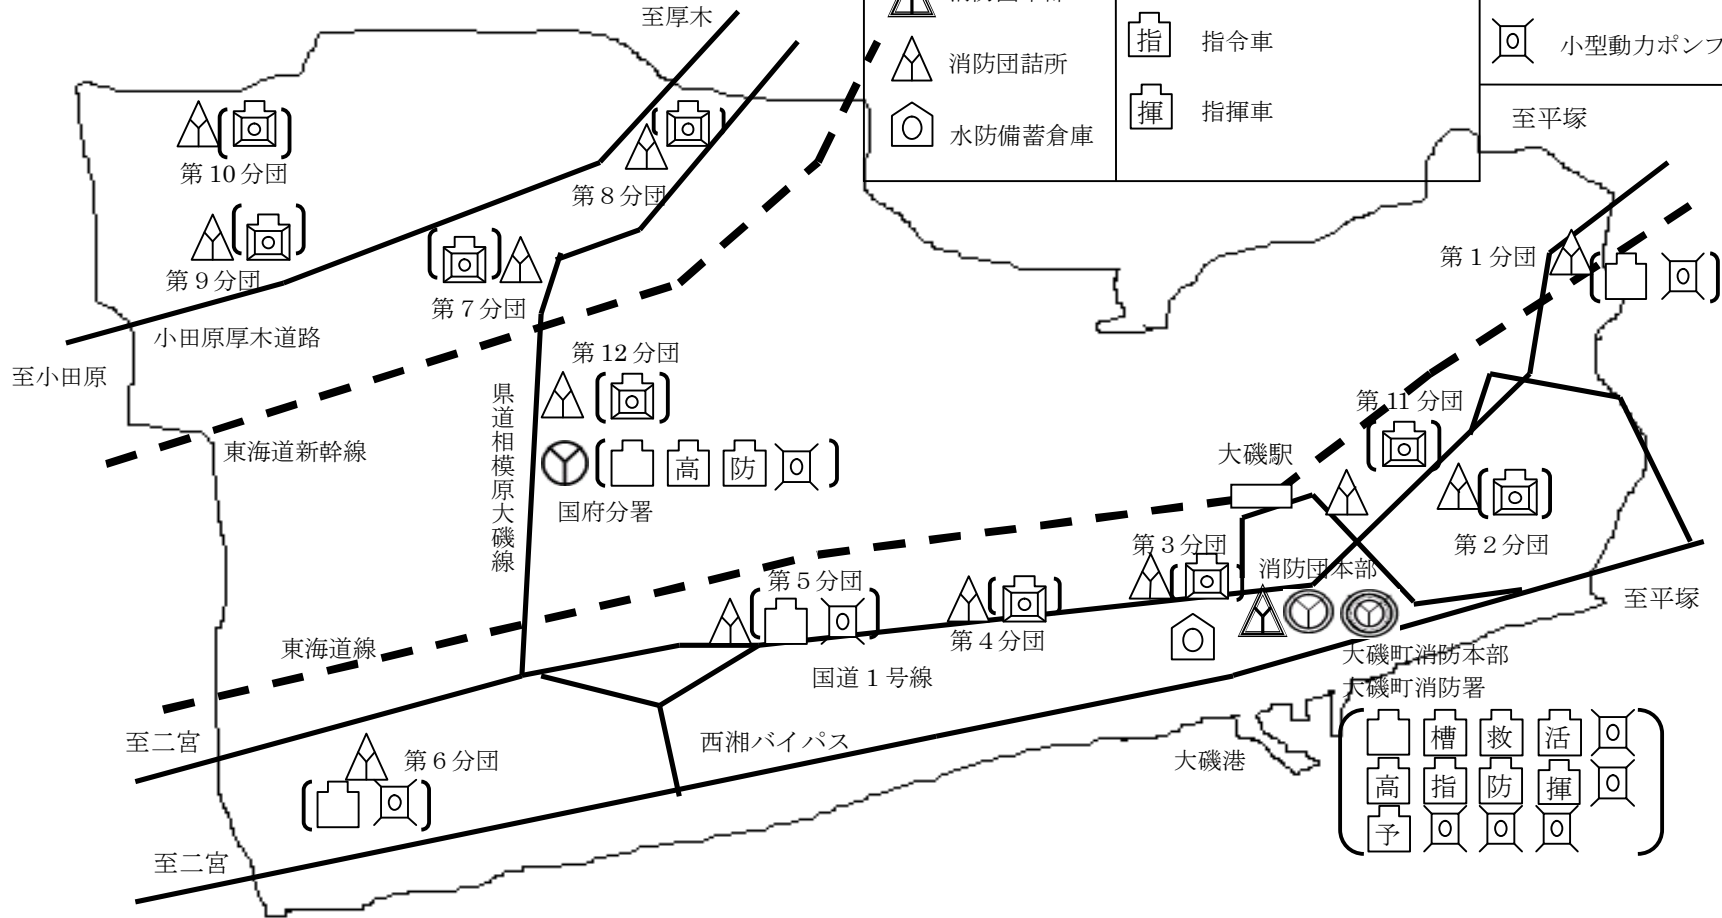 至厚木
指
指令車
小型動力ポンプ
消防団詰所
揮
指揮車
水防備蓄倉庫
至平塚
第10分団
第8分団
第9分団
第7分団
第1分団
小田原厚木道路
至小田原
第12分団
県道相模原大磯線
第11分団
東海道新幹線
高
防
国府分署
大磯駅
第2分団
第3分団
消防団本部
第5分団
第4分団
至平塚
東海道線
国道1号線
大磯町消防本部
大磯町消防署
至二宮
西湘バイパス
第6分団
大磯港
槽
救
活
高
指
防
揮
予
至二宮